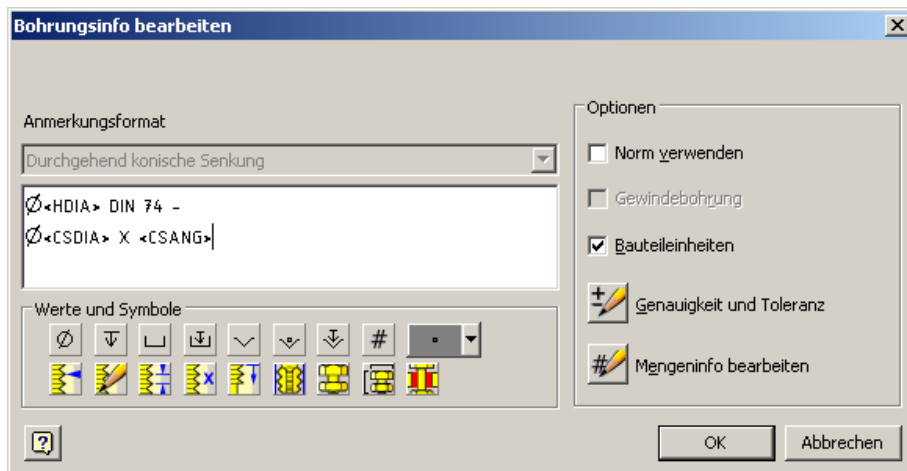 Bohrungsinfo bearbeiten
Anmerkungsformat
Durchgehend konische Senkung
Ø<HDIA> DIN 74 -
Ø<CSDIA> X <CSANG>
Werte und Symbole
Optionen
Norm verwenden
Gewindebohrung
Bauteileinheiten
Genauigkeit und Toleranz
Mengeninfo bearbeiten
OK
Abbrechen